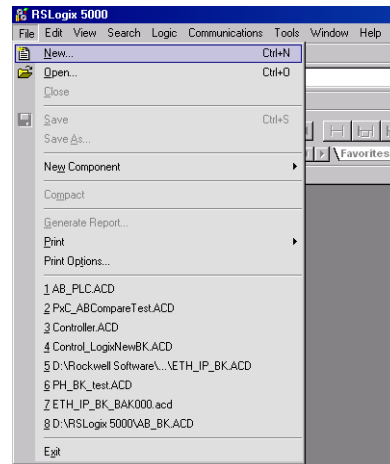 RSLogix 5000
File Edit View Search Logic Communications Tools Window Help
New... Ctrl+N
Open... Ctrl+O
Close
Save Ctrl+S
Save As...
New Component
Compact
Generate Report...
Print
Print Options...
1 AB_PLC.ACD
2 PxC_ABCompareTest.ACD
3 Controller.ACD
4 Control_LogixNewBK.ACD
5 D:\Rockwell Software\...\ETH_IP_BK.ACD
6 PH_BK_test.ACD
7 ETH_IP_BK_BAK000.acd
8 D:\RSLogix 5000\AB_BK.ACD
Exit
Favorites